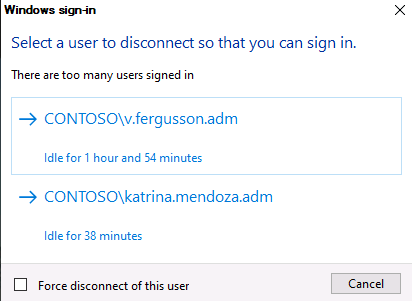 Windows sign-in
Select a user to disconnect so that you can sign in.
There are too many users signed in
CONTOSO\v.fergusson.adm
Idle for 1 hour and 54 minutes
CONTOSO\katrina.mendoza.adm
Idle for 38 minutes
Force disconnect of this user
Cancel